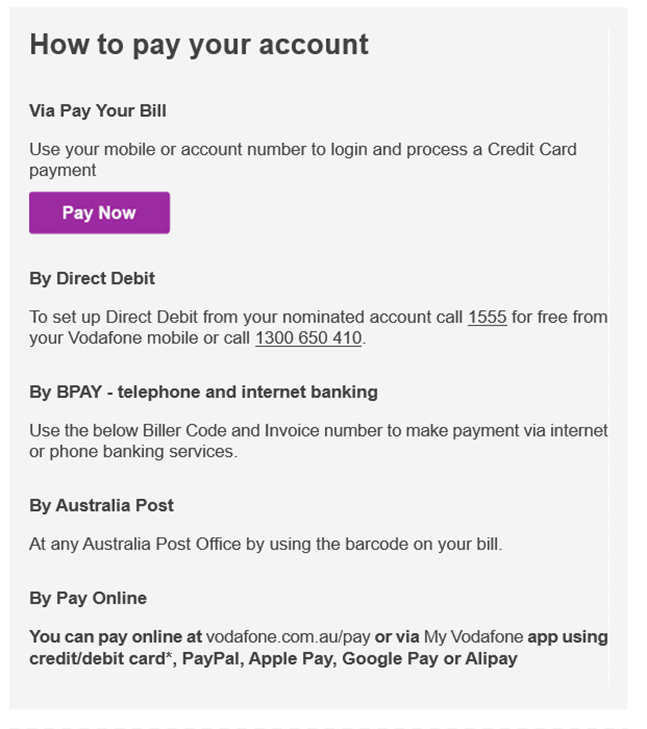 How to pay your account
Via Pay Your Bill
Use your mobile or account number to login and process a Credit Card
payment
Pay Now
By Direct Debit
To set up Direct Debit from your nominated account call 1555 for free from
your Vodafone mobile or call 1300 650 410.
By BPAY - telephone and internet banking
Use the below Biller Code and Invoice number to make payment via internet
or phone banking services.
By Australia Post
At any Australia Post Office by using the barcode on your bill.
By Pay Online
You can pay online at vodafone.com.au/pay or via My Vodafone app using
credit/debit card*, PayPal, Apple Pay, Google Pay or Alipay